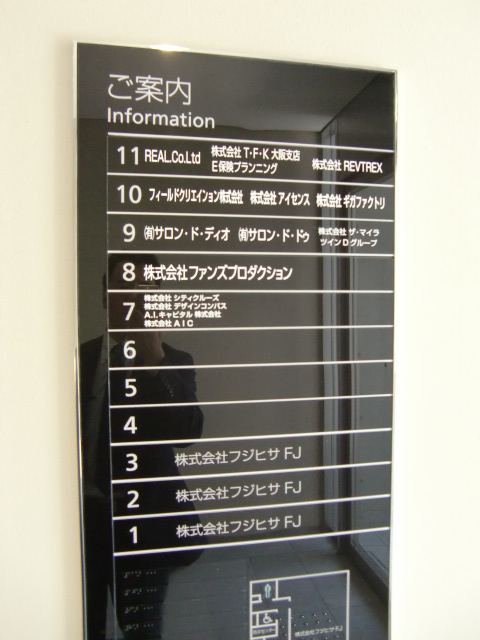 ご案内
Information
11 REAL.Co.Ltd 株式会社 T・F・K 大阪支店 株式会社 REVTREX
E保険プランニング
10 フィールドクリエイション株式会社 株式会社 アイセンス 株式会社 ギガファクトリ
9 ㈲サロン・ド・ディオ ㈲サロン・ド・ドゥ 株式会社 ザ・マイラ
ツイン D グループ
8 株式会社ファンズプロダクション
7 株式会社 シティクルーズ
株式会社 デザインコンパス
A.I.キャピタル 株式会社
株式会社 A I C
6
5
4
3 株式会社フジヒサ FJ
2 株式会社フジヒサ FJ
1 株式会社フジヒサ FJ
株式会社フジヒサ FJ